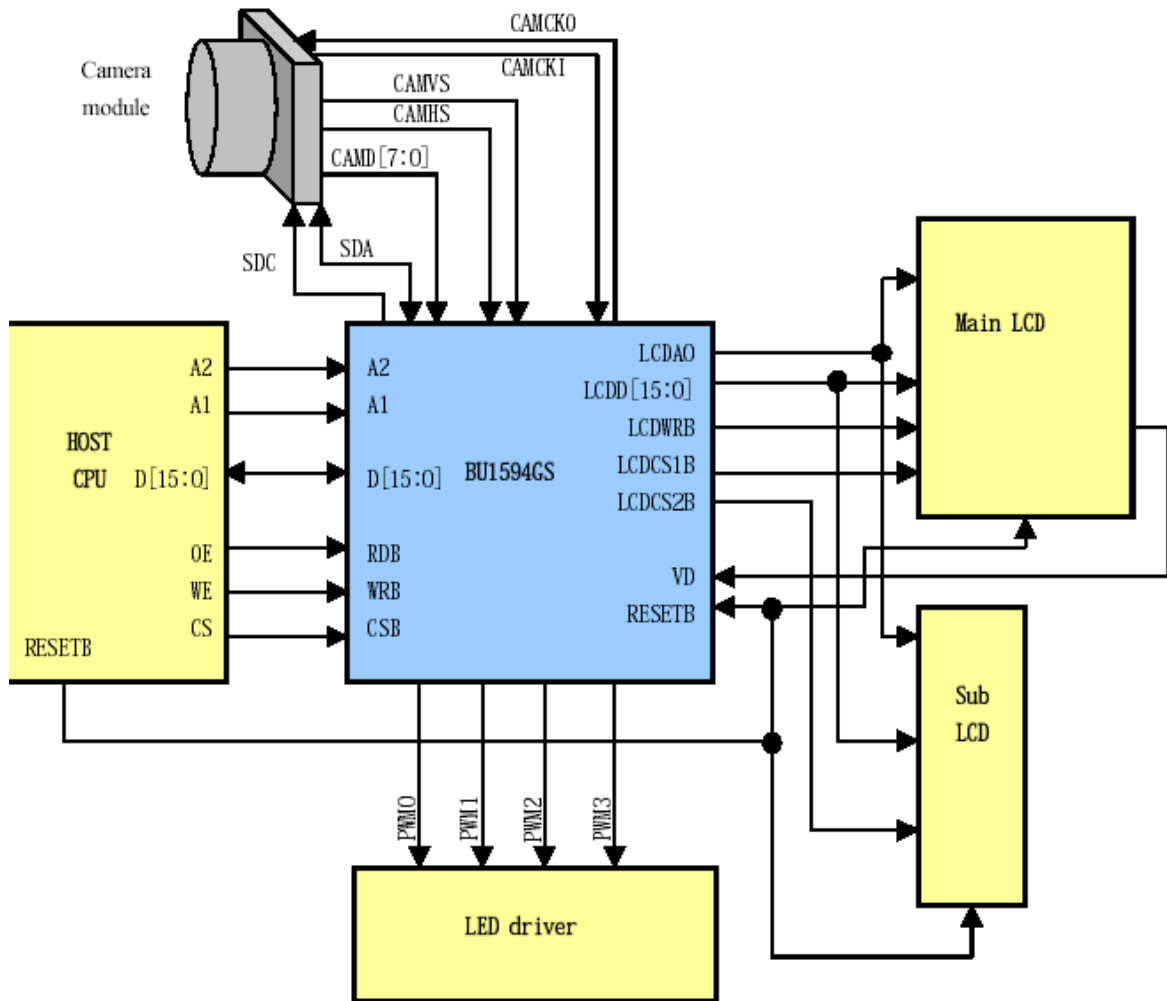 CAMCKO
CAMCKI
Camera
module
CAMVS
CAMHS
CAMD[7:0]
SDA
SDC
HOST
CPU
A2
A1
D[15:0]
OE
WE
CS
RESETB
A2
A1
D[15:0]
RDB
WRB
CSB
BU1594GS
LCDA0
LCDD[15:0]
LCDWRB
LCDCS1B
LCDCS2B
VD
RESETB
Main LCD
Sub
LCD
PWM0
PWM1
PWM2
PWM3
LED driver